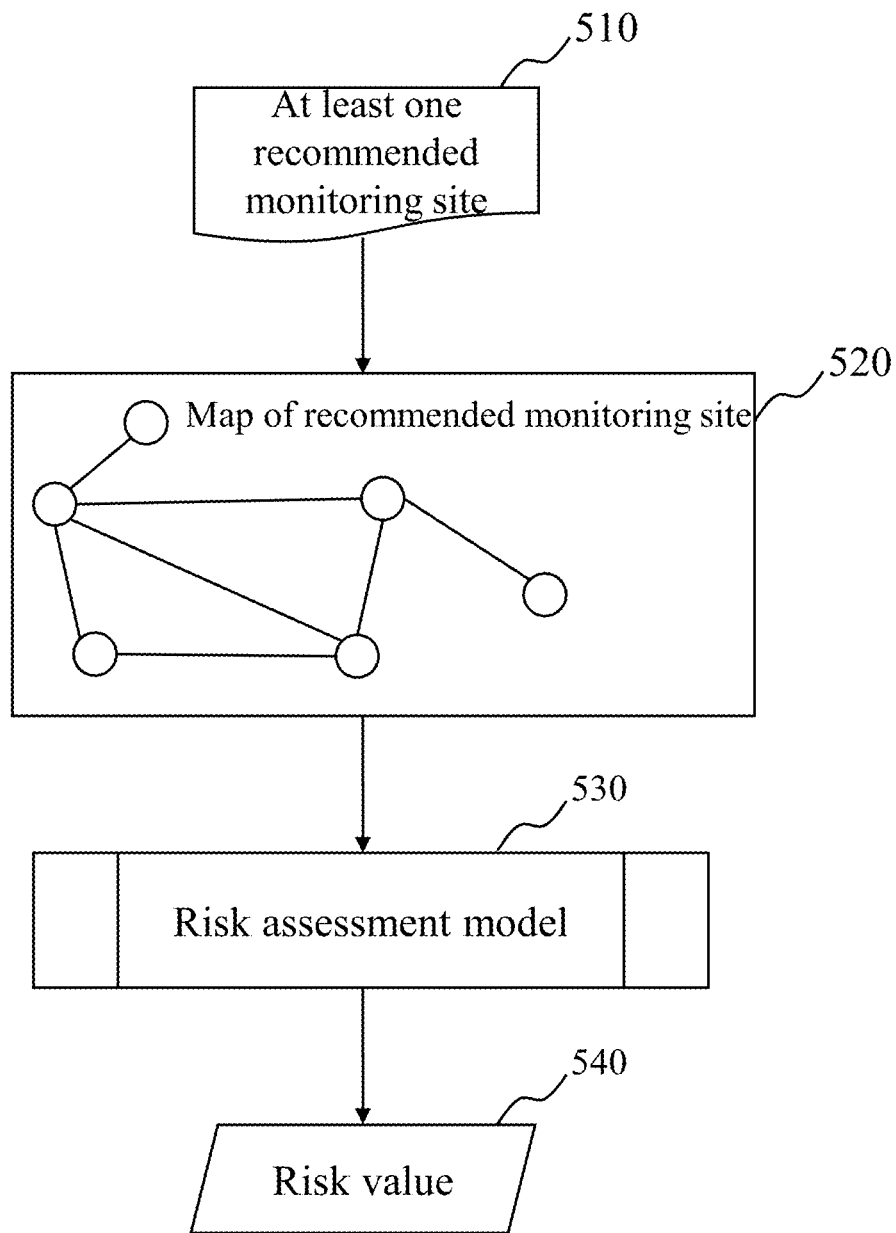 510
At least one
recommended
monitoring site
520
Map of recommended monitoring site
530
Risk assessment model
540
Risk value